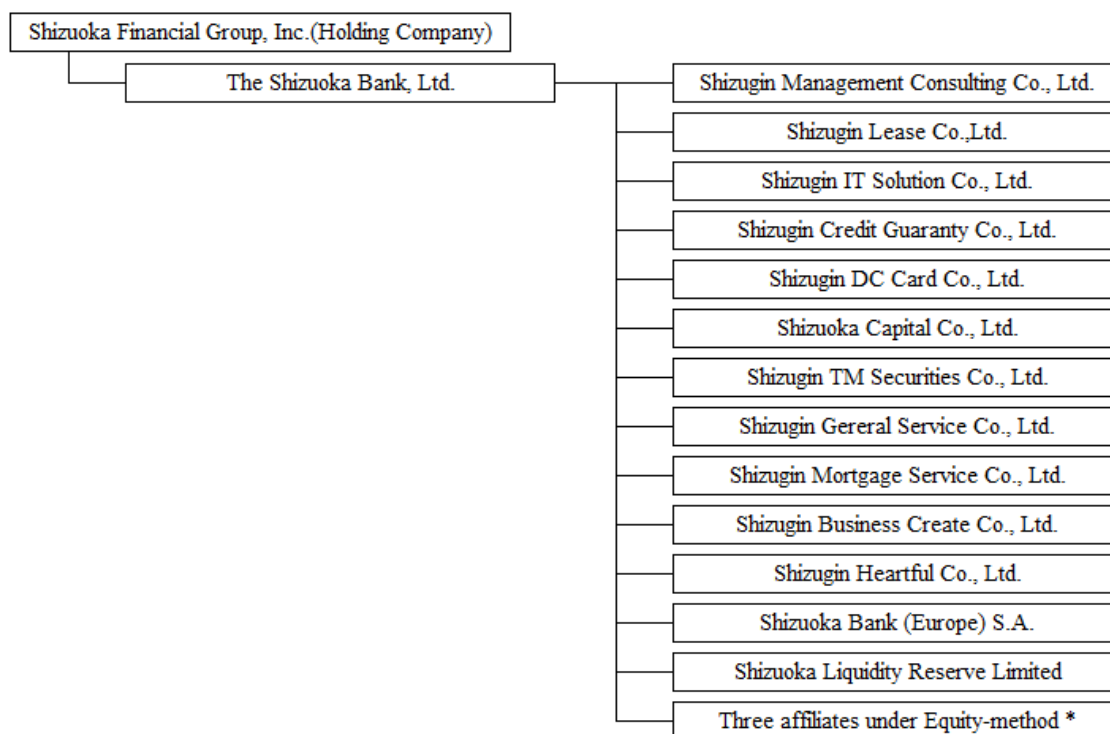 Shizuoka Financial Group, Inc.(Holding Company)
The Shizuoka Bank, Ltd.
Shizugin Management Consulting Co., Ltd.
Shizugin Lease Co.,Ltd.
Shizugin IT Solution Co., Ltd.
Shizugin Credit Guaranty Co., Ltd.
Shizugin DC Card Co., Ltd.
Shizuoka Capital Co., Ltd.
Shizugin TM Securities Co., Ltd.
Shizugin Gereral Service Co., Ltd.
Shizugin Mortgage Service Co., Ltd.
Shizugin Business Create Co., Ltd.
Shizugin Heartful Co., Ltd.
Shizuoka Bank (Europe) S.A.
Shizuoka Liquidity Reserve Limited
Three affiliates under Equity-method *